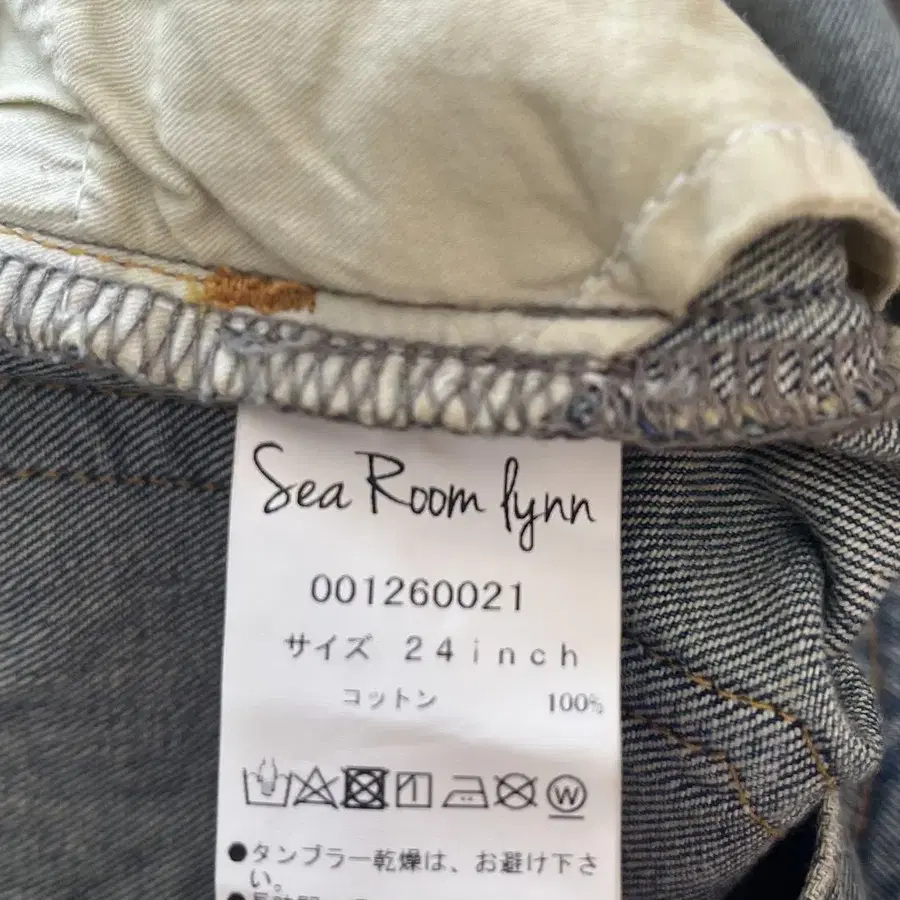 Sea Room lynn
001260021
サイズ 24inch
コットン 100%
W
●タンブラー乾燥は、お避け下さ
い。